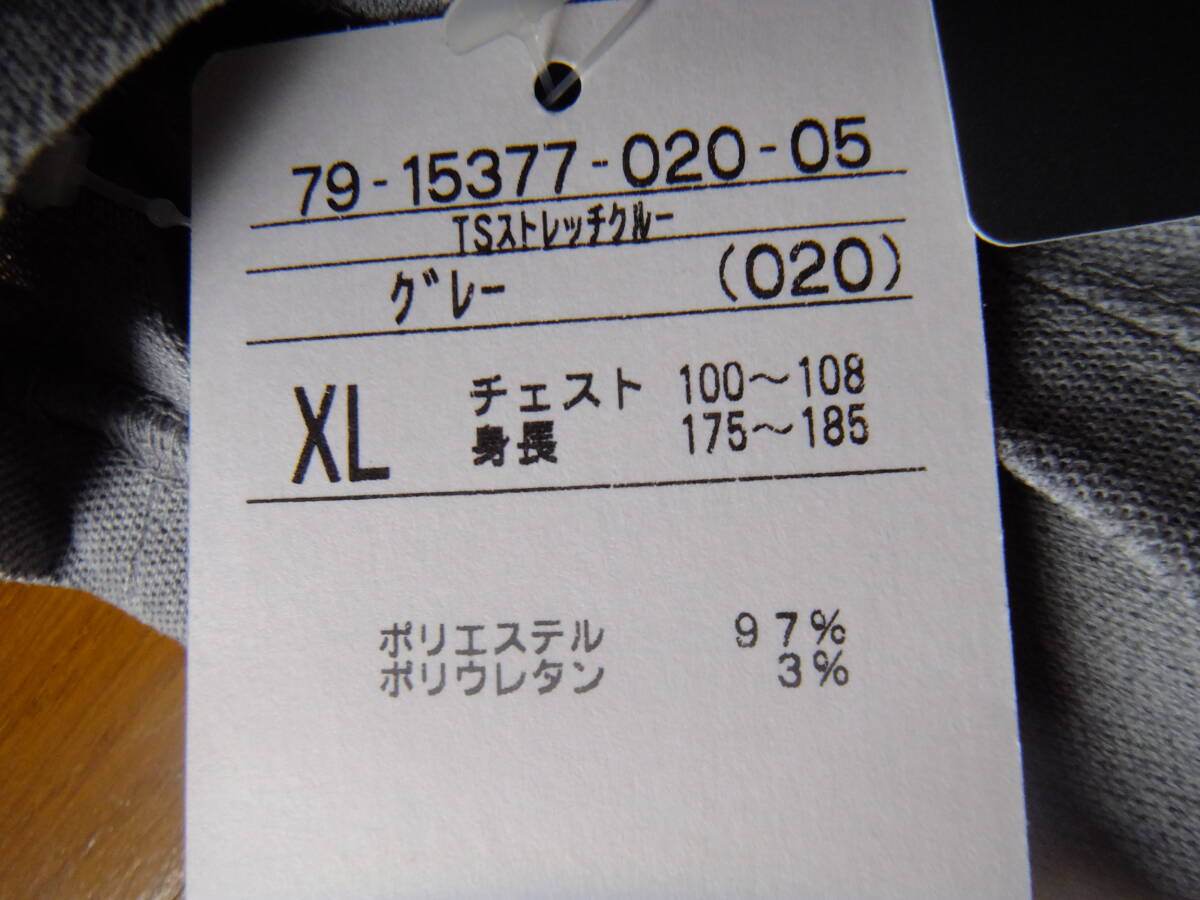 79-15377-020-05
TSストレッチクルー
グレー (020)
XL チェスト 100～108
身長 175～185
ポリエステル 97%
ポリウレタン 3%